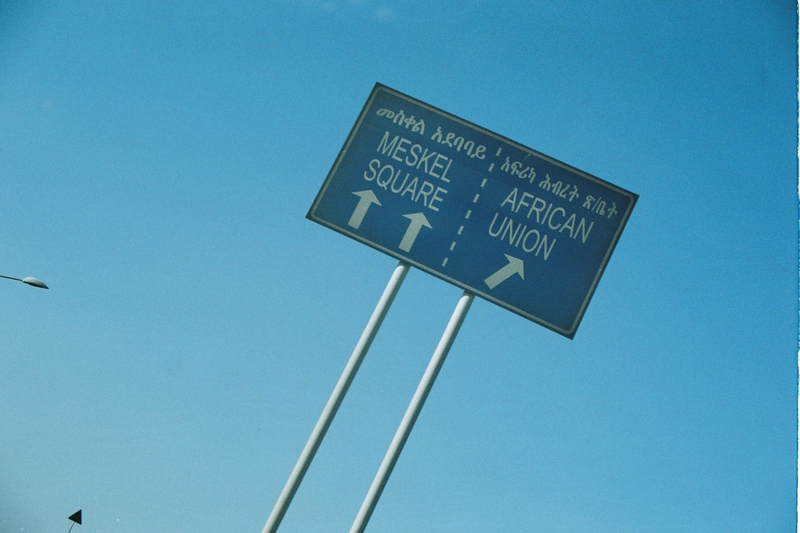 መስቀል አደባባይ
MESKEL
SQUARE
አፍሪካ ሕብረት ጽ/ቤት
AFRICAN
UNION